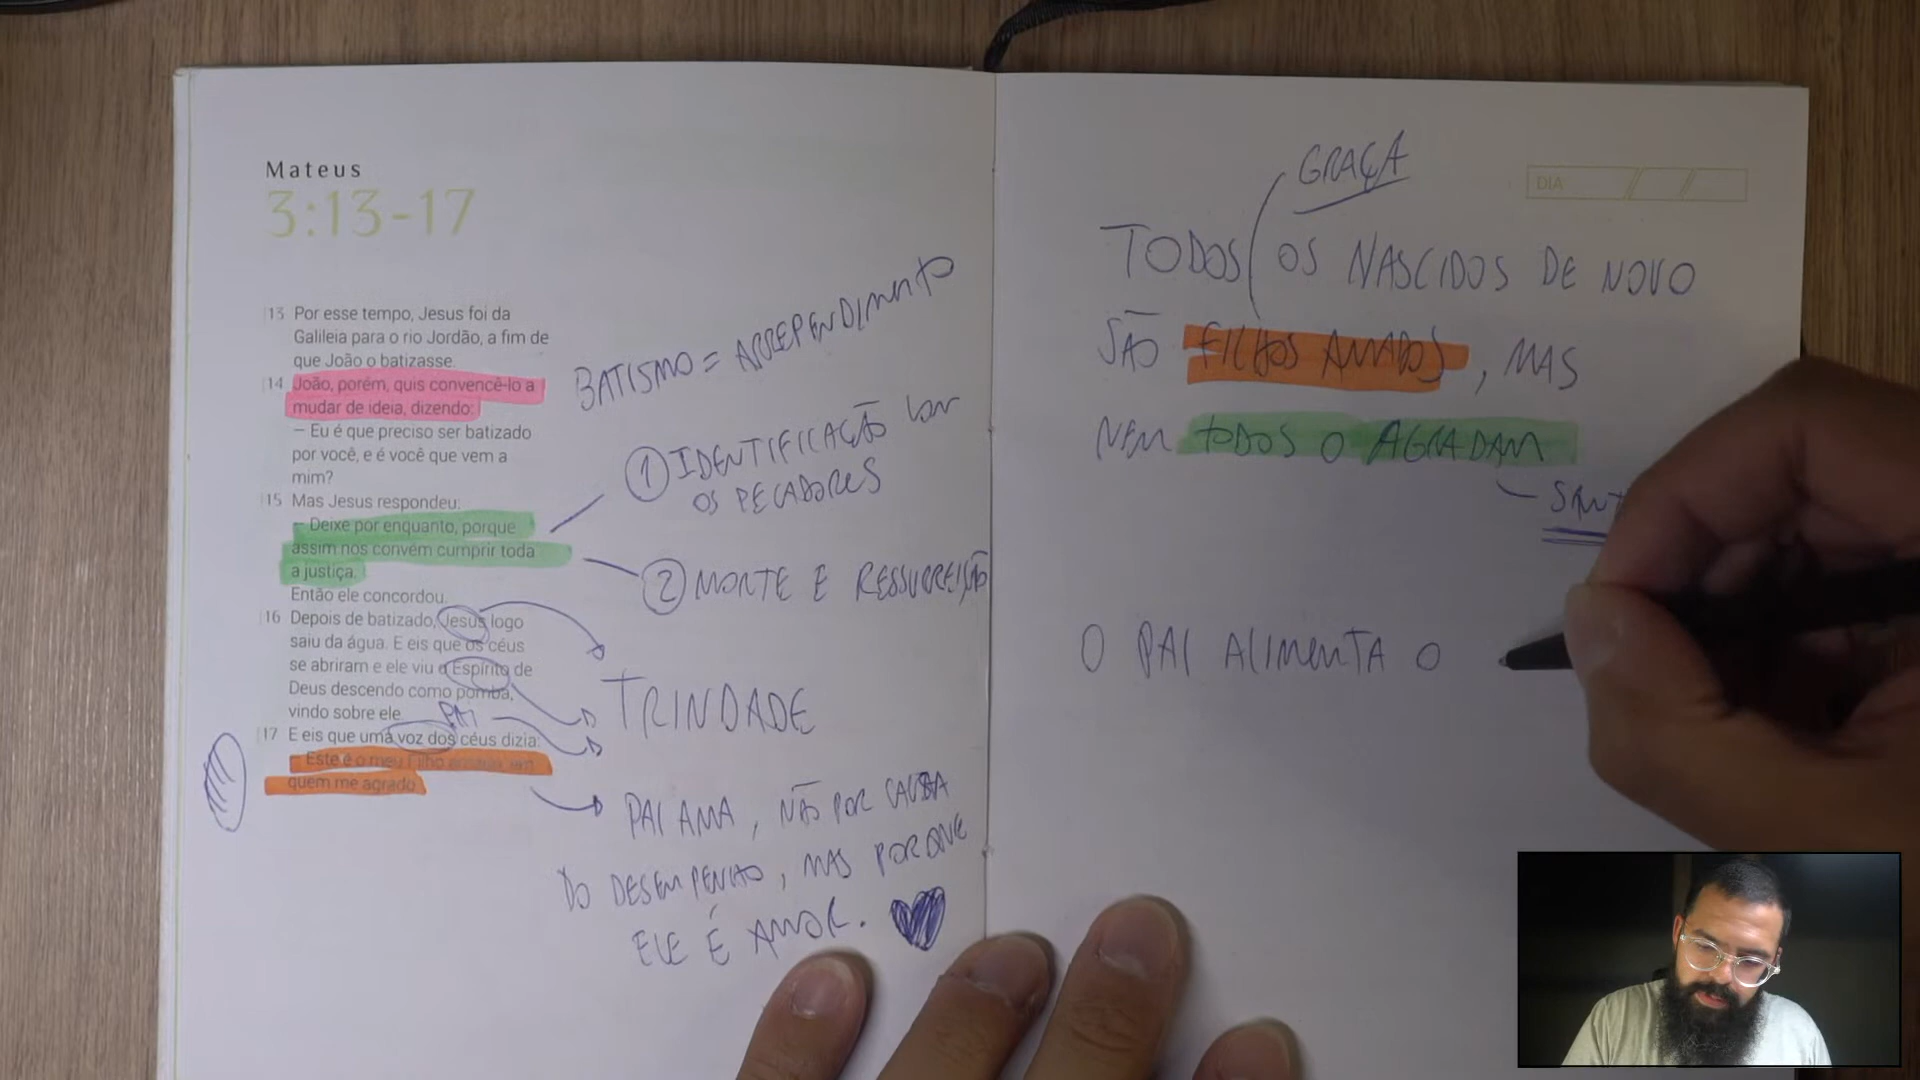 Mateus
3:13-17
13 Por esse tempo, Jesus foi da
Galileia para o rio Jordão, a fim de
que João o batizasse.
14 João, porém, quis convencê-lo a
mudar de ideia, dizendo:
– Eu é que preciso ser batizado
por você, e é você que vem a
mim?
15 Mas Jesus respondeu:
– Deixe por enquanto, porque
assim nos convém cumprir toda
a justiça.
Então ele concordou.
16 Depois de batizado, Jesus logo
saiu da água. E eis que os céus
se abriram e ele viu o Espírito de
Deus descendo como pomba,
vindo sobre ele.
PAI
17 E eis que uma voz dos céus dizia:
– Este é o meu Filho amado, em
quem me agrado.
BATISMO = ARREPENDIMENTO
1 IDENTIFICAÇÃO COM
OS PECADORES
2 MORTE E RESSURREIÇÃO
TRINDADE
PAI AMA, NÃO POR CAUSA
DO DESEMPENHO, MAS PORQUE
ELE É AMOR.
DIA / /
GRAÇA
TODOS OS NASCIDOS DE NOVO
SÃO FILHOS AMADOS, MAS
NEM TODOS O AGRADAM
O PAI ALIMENTA O